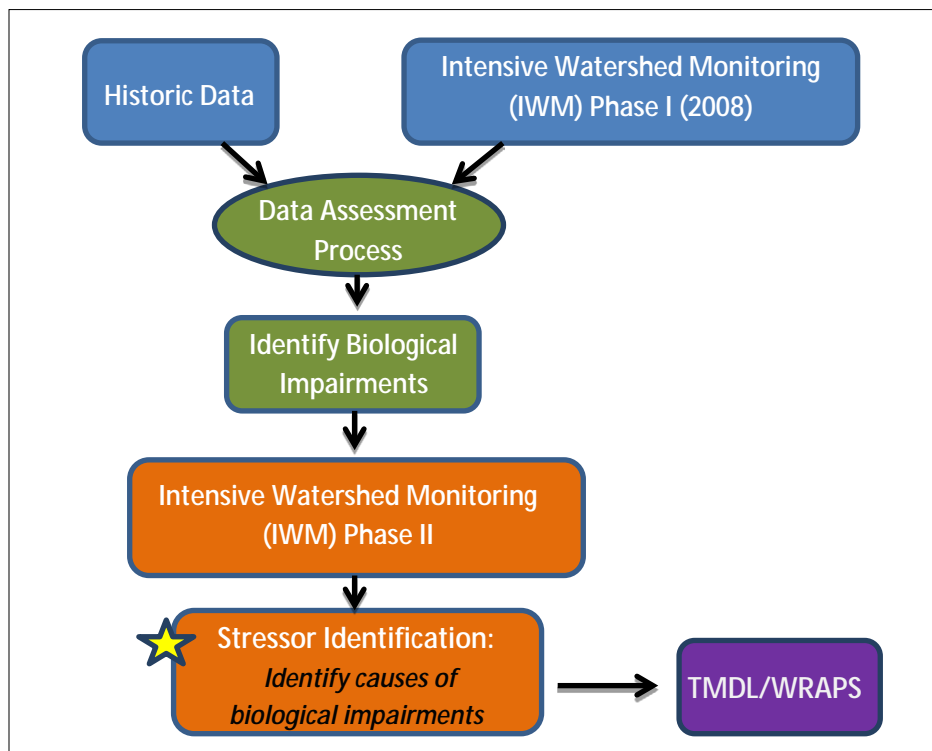 Historic Data
Intensive Watershed Monitoring
(IWM) Phase I (2008)
Data Assessment
Process
Identify Biological
Impairments
Intensive Watershed Monitoring
(IWM) Phase II
Stressor Identification:
Identify causes of
biological impairments
TMDL/WRAPS